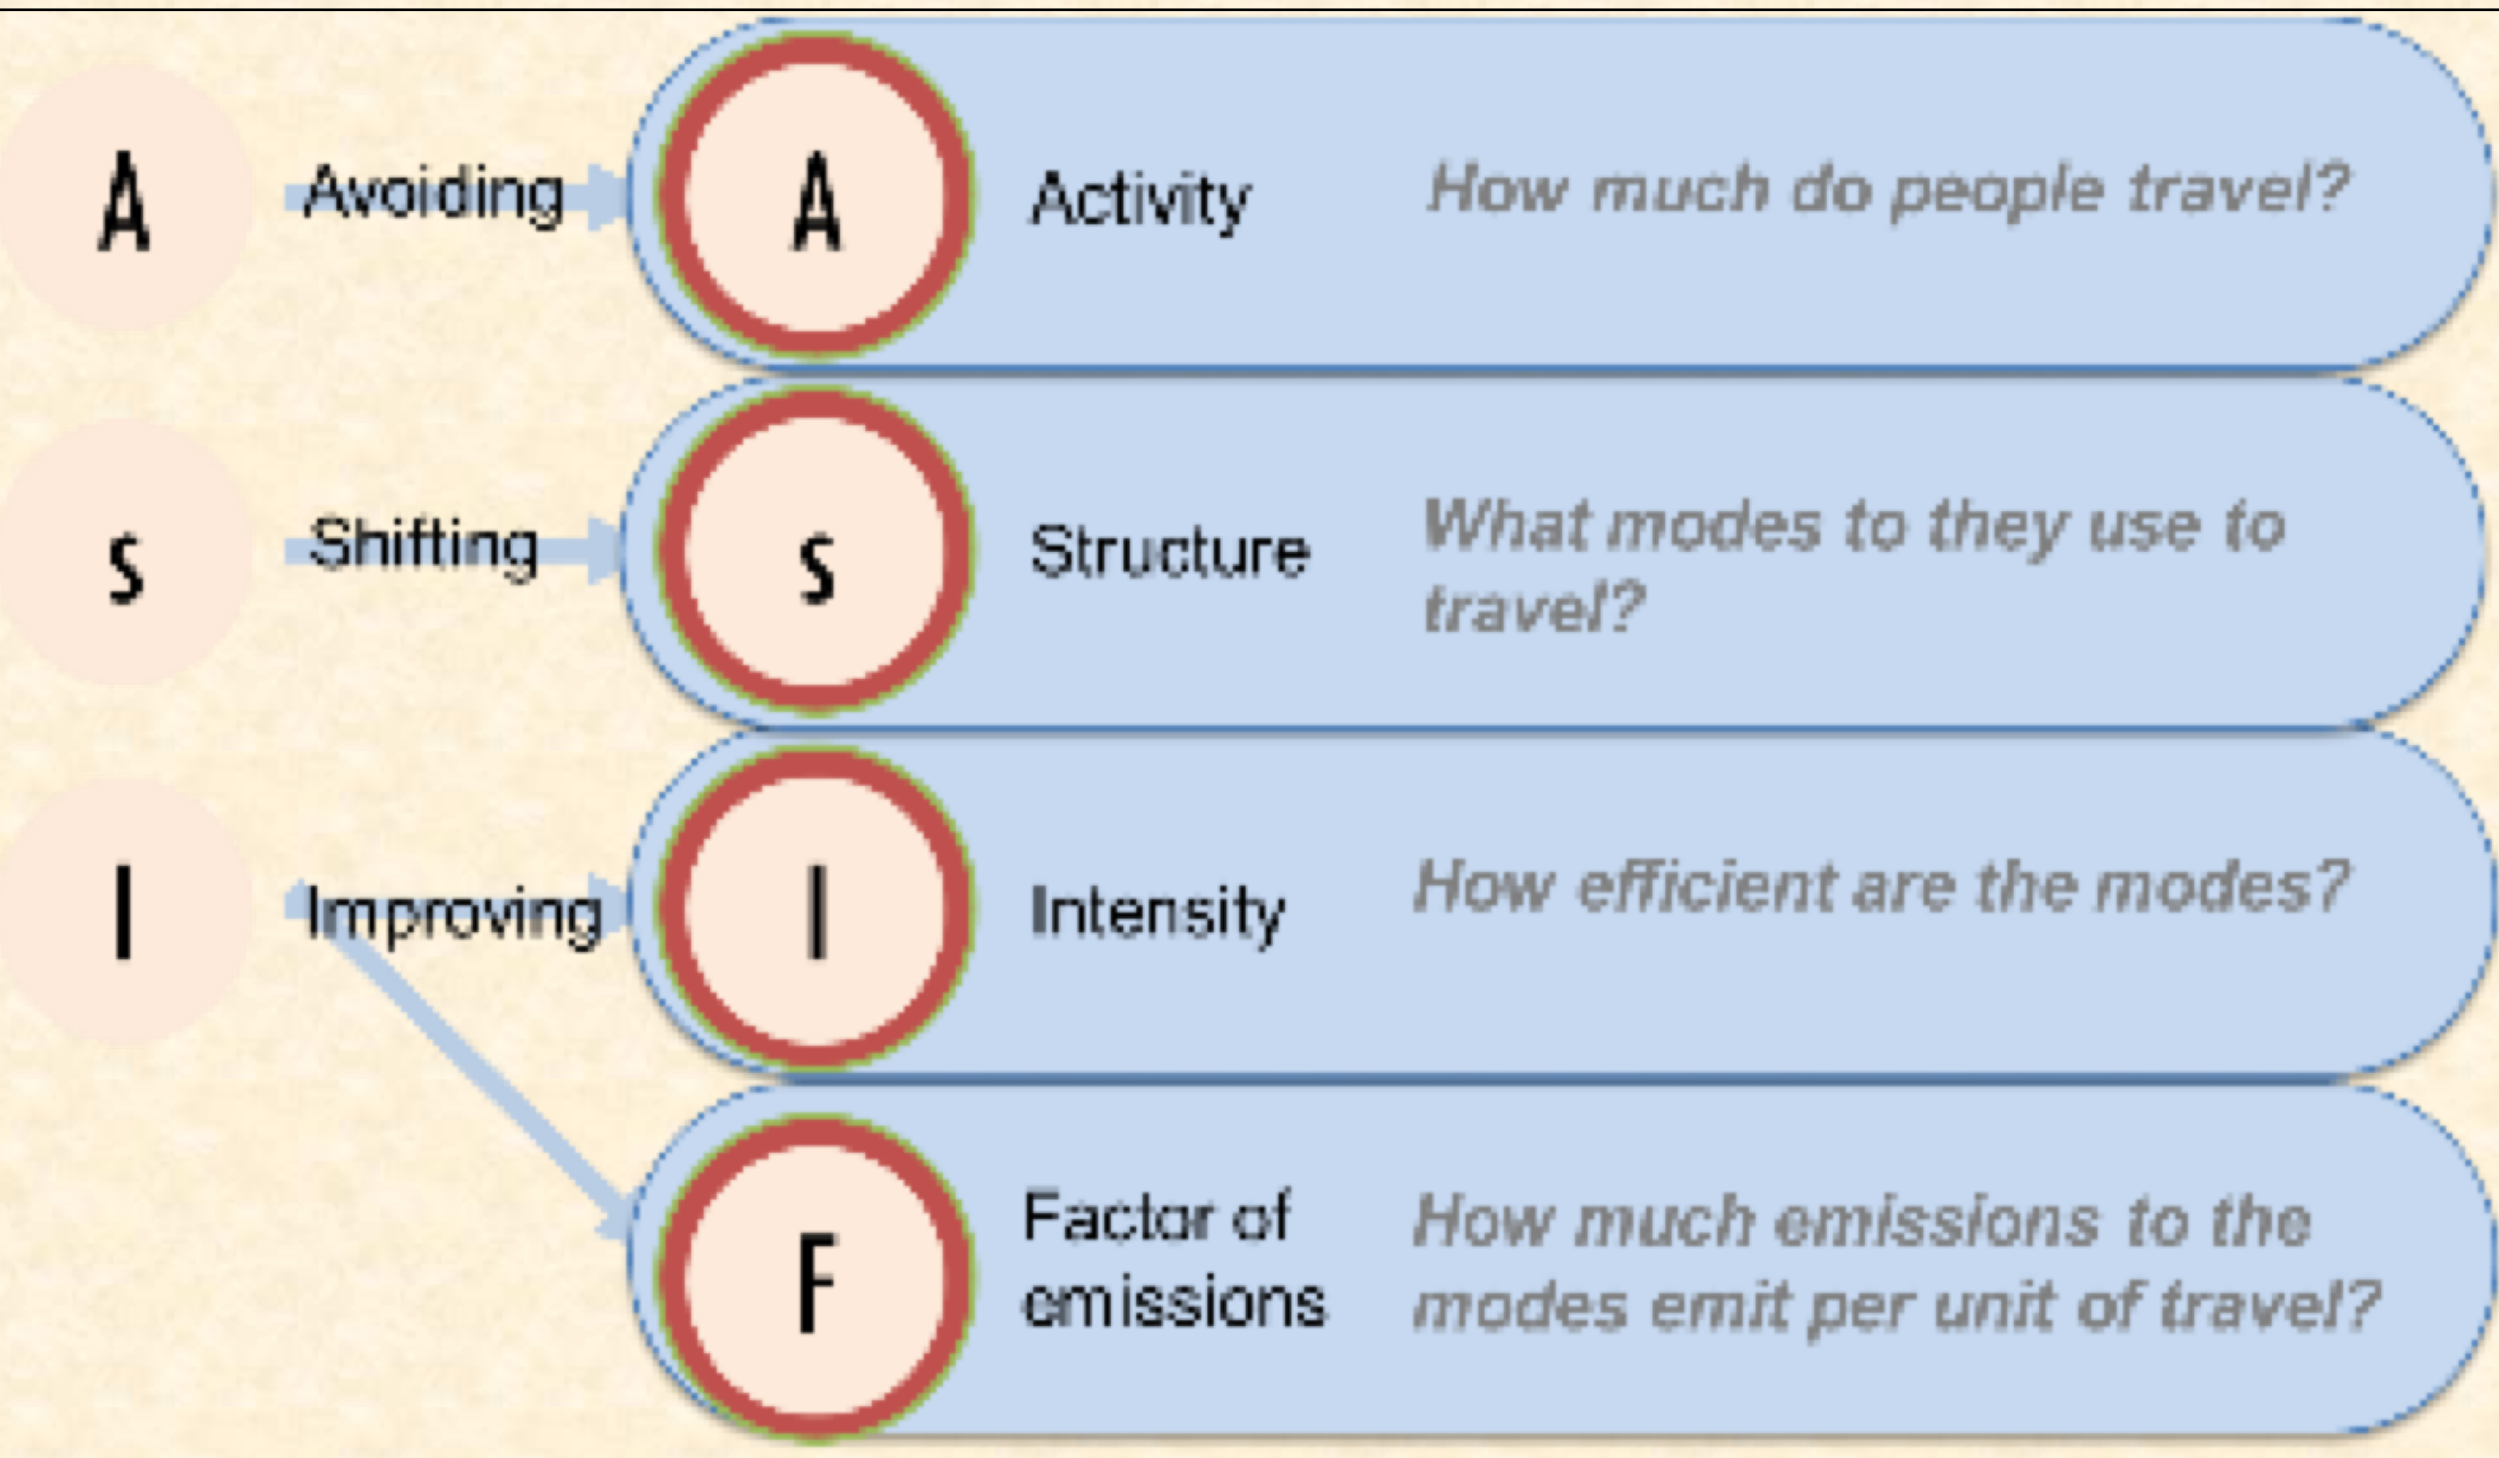 A Avoiding A Activity How much do people travel?
s Shifting s Structure What modes to they use to
travel?
I Improving I Intensity How efficient are the modes?
F Factor of emissions How much emissions to the
modes emit per unit of travel?